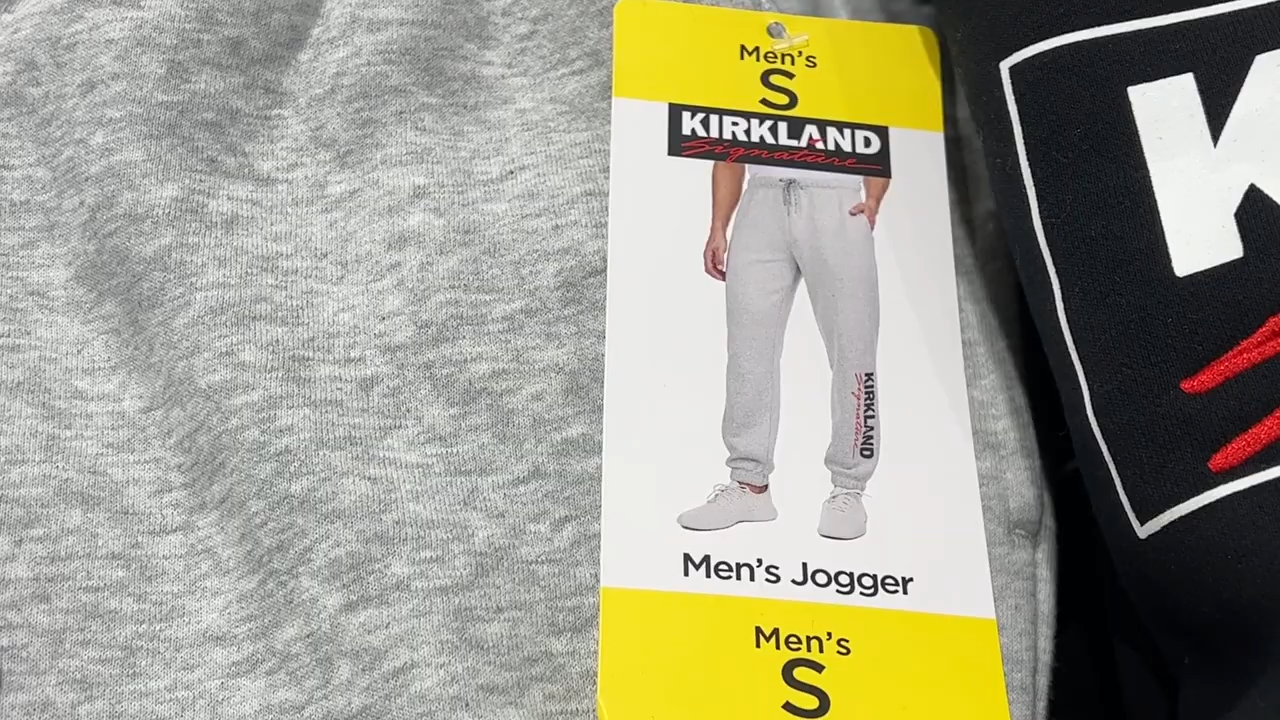 Men's
S
KIRKLAND
Signature
KIRKLAND
Signature
Men's Jogger
Men's
S
K